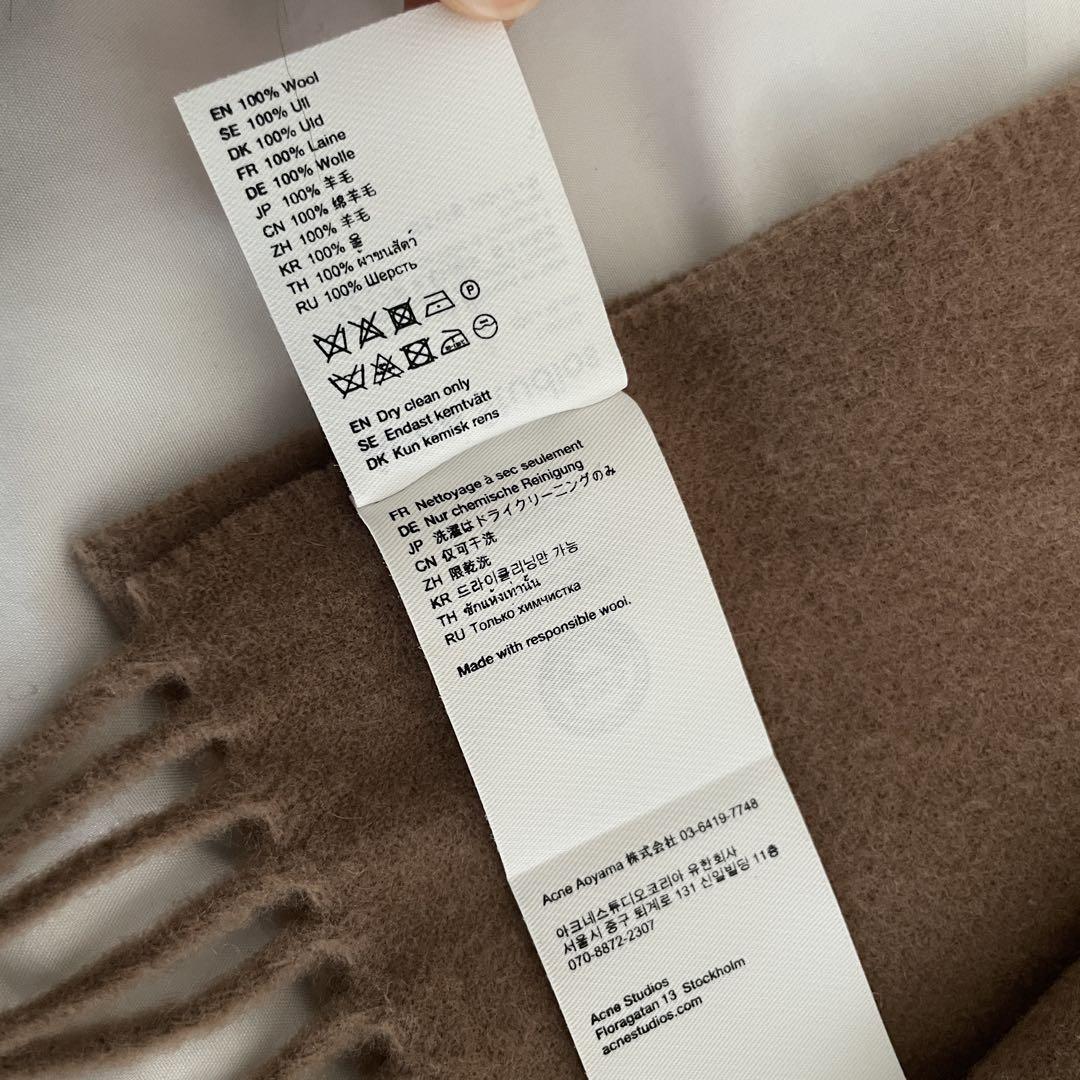 EN 100% Wool
SE 100% Ull
DK 100% Uld
FR 100% Laine
DE 100% Wolle
JP 100% 羊毛
CN 100% 绵羊毛
ZH 100% 羊毛
KR 100% 울
TH 100% ผ้าขนสัตว์
RU 100% Шерсть
P
EN Dry clean only
SE Endast kemtvätt
DK Kun kemisk rens
FR Nettoyage à sec seulement
DE Nur chemische Reinigung
JP 洗濯はドライクリーニングのみ
CN 仅可干洗
ZH 限乾洗
KR 드라이클리닝만 가능
TH ซักแห้งเท่านั้น
RU Только химчистка
Made with responsible wool.
Acne Aoyama 株式会社 03-6419-7748
아크네스튜디오코리아 유한회사
서울시 중구 퇴계로 131 신일빌딩 11층
070-8872-2307
Acne Studios
Floragatan 13 Stockholm
acnestudios.com